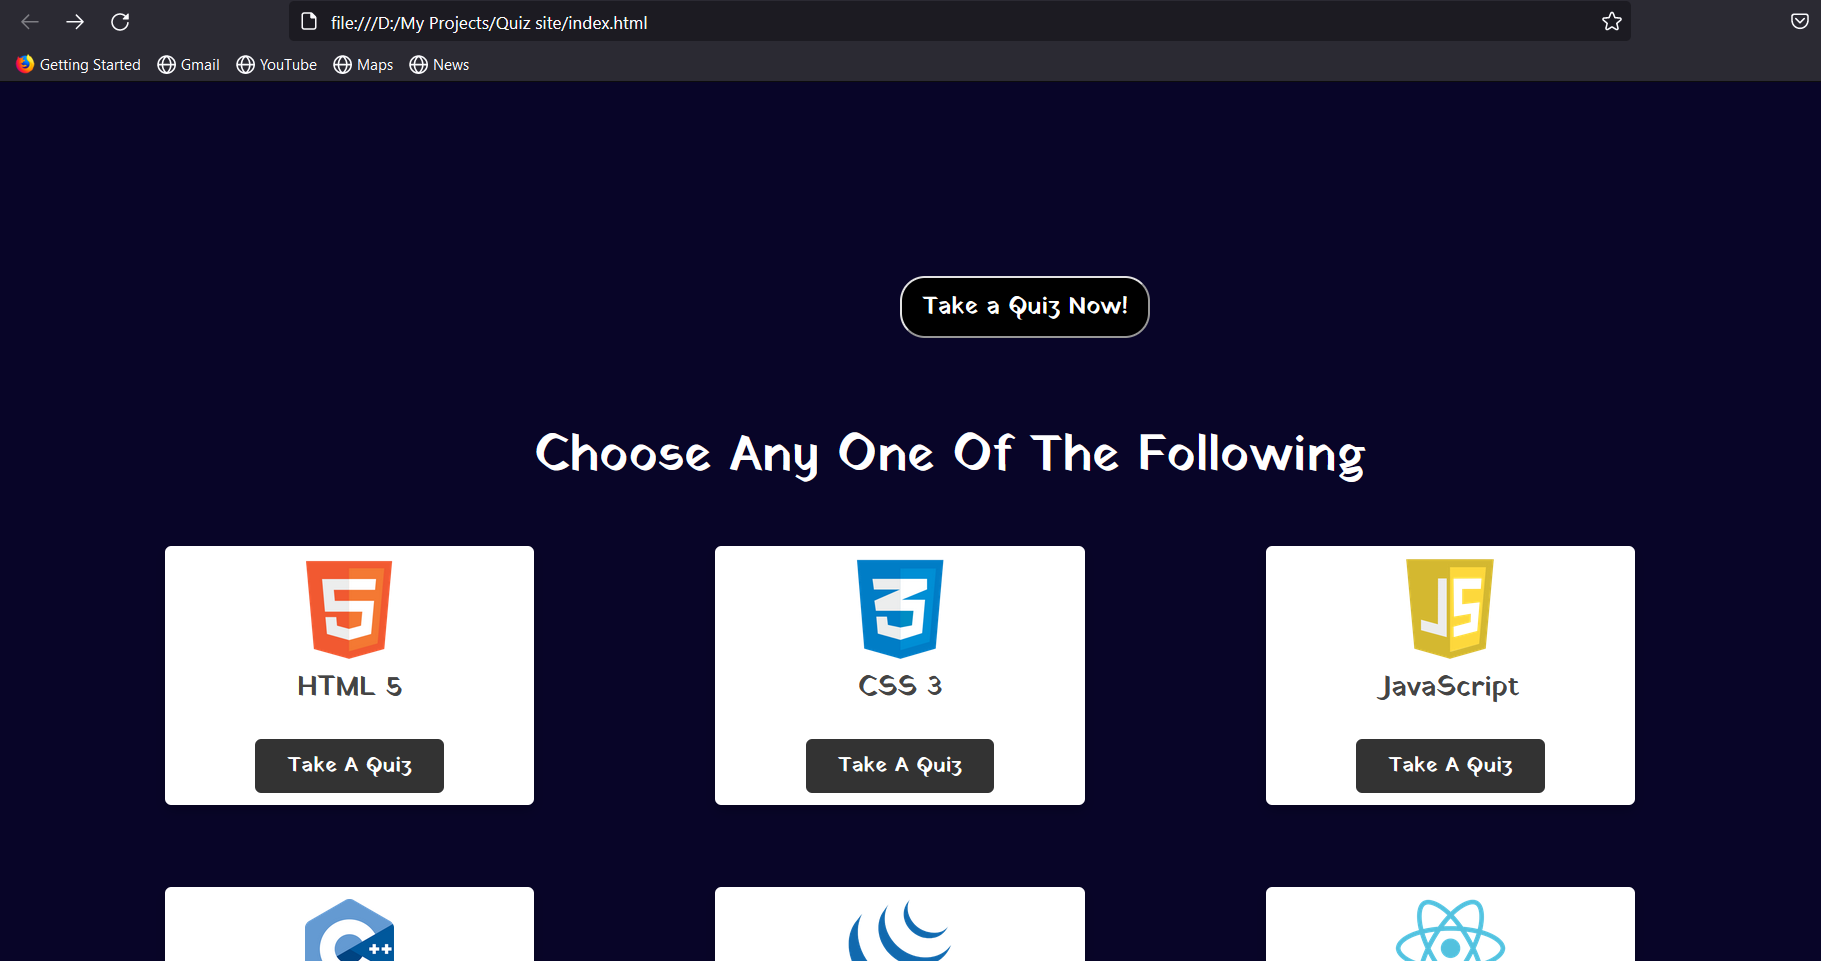 file:///D:/My Projects/Quiz site/index.html
Getting Started Gmail YouTube Maps News
Take a Quiz Now!
Choose Any One Of The Following
5 3 JS
HTML 5 CSS 3 JavaScript
Take A Quiz Take A Quiz Take A Quiz
C++